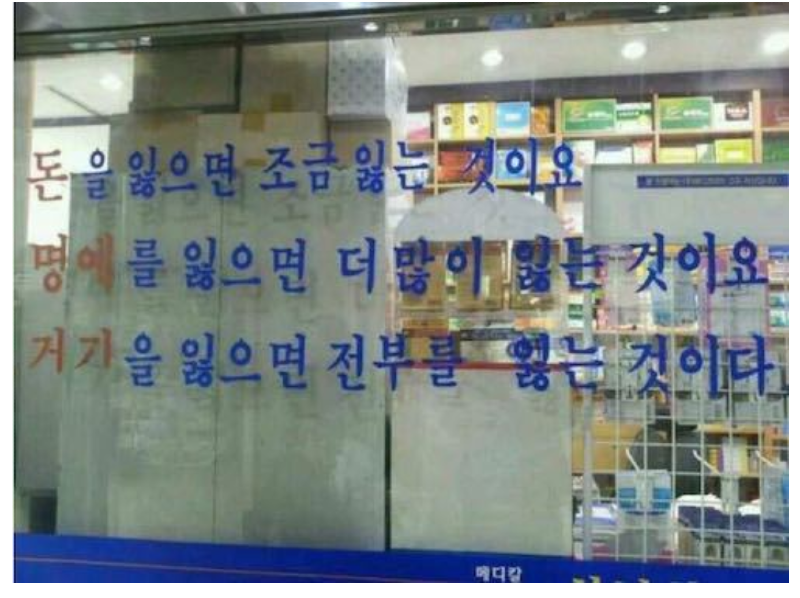 돈을 잃으면 조금 잃는 것이요
명예를 잃으면 더 많이 잃는 것이요
거기을 잃으면 전부를 잃는 것이다
메디칼